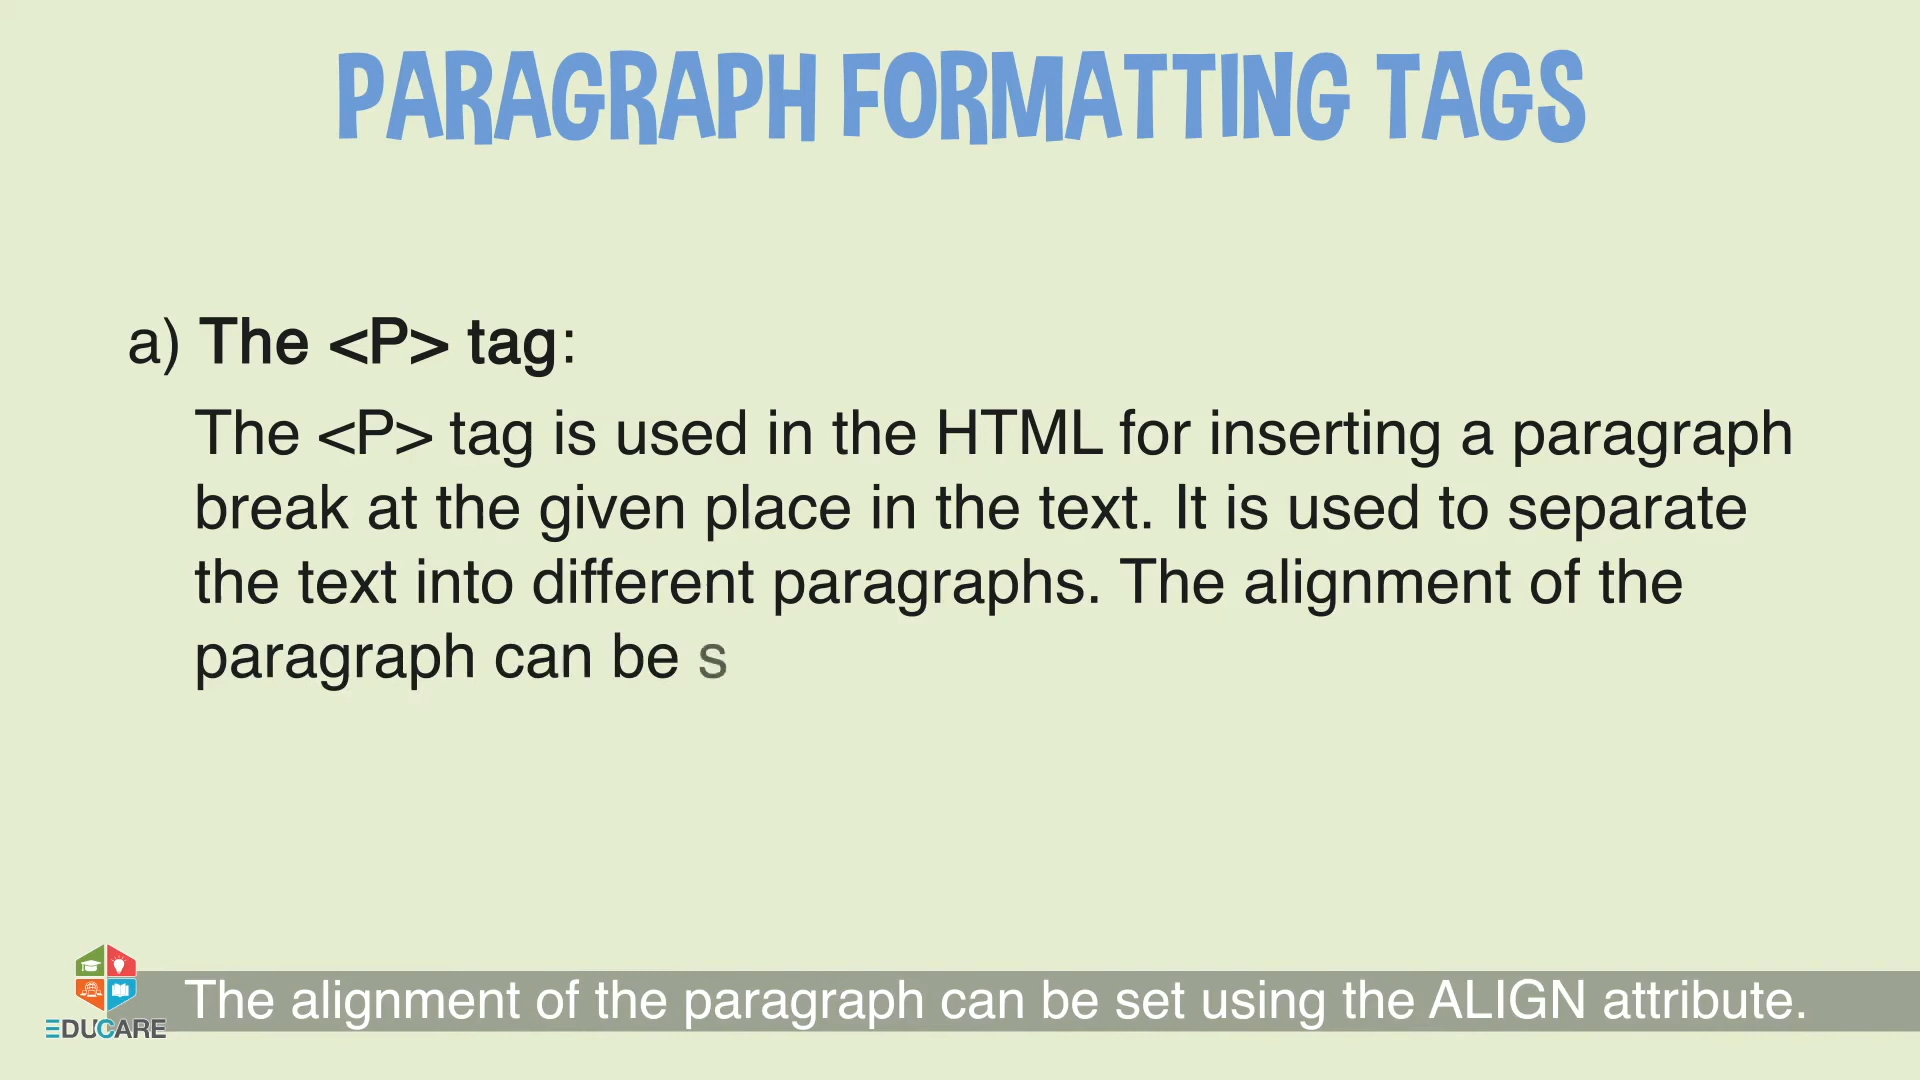 PARAGRAPH FORMATTING TAGS
a) The <P> tag:
The <P> tag is used in the HTML for inserting a paragraph
break at the given place in the text. It is used to separate
the text into different paragraphs. The alignment of the
paragraph can be s
The alignment of the paragraph can be set using the ALIGN attribute.
EDUCARE